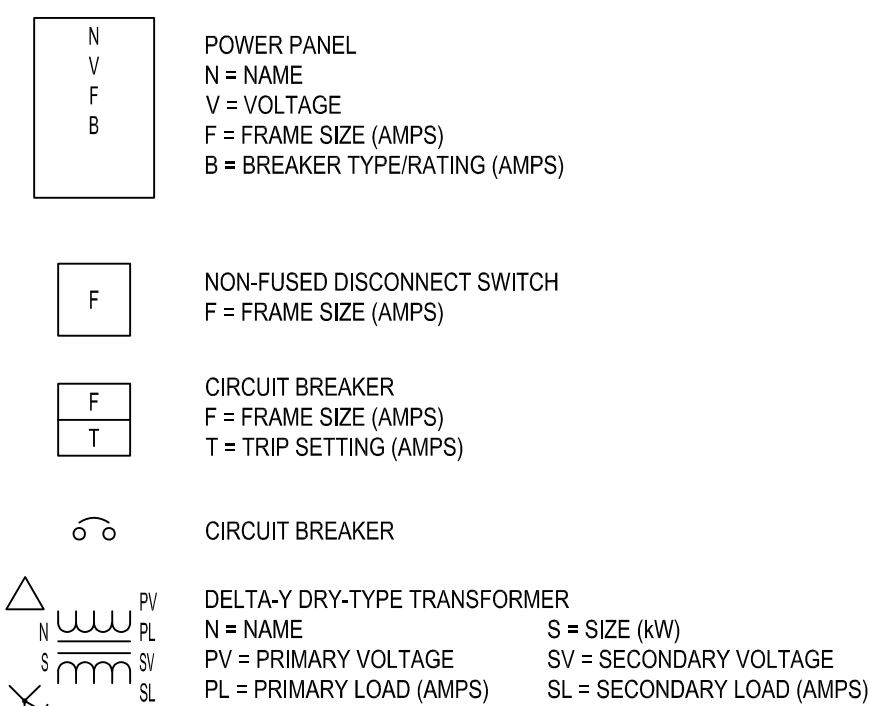 N
V
F
B
POWER PANEL
N = NAME
V = VOLTAGE
F = FRAME SIZE (AMPS)
B = BREAKER TYPE/RATING (AMPS)
F
NON-FUSED DISCONNECT SWITCH
F = FRAME SIZE (AMPS)
F
T
CIRCUIT BREAKER
F = FRAME SIZE (AMPS)
T = TRIP SETTING (AMPS)
CIRCUIT BREAKER
N
S
PV
PL
SV
SL
DELTA-Y DRY-TYPE TRANSFORMER
N = NAME S = SIZE (kW)
PV = PRIMARY VOLTAGE SV = SECONDARY VOLTAGE
PL = PRIMARY LOAD (AMPS) SL = SECONDARY LOAD (AMPS)